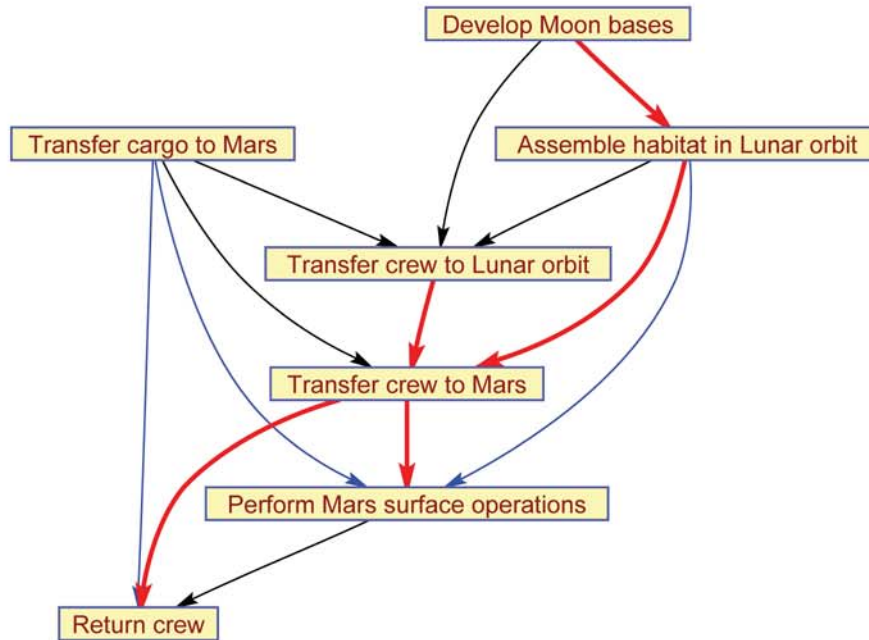 Develop Moon bases
Transfer cargo to Mars
Assemble habitat in Lunar orbit
Transfer crew to Lunar orbit
Transfer crew to Mars
Perform Mars surface operations
Return crew